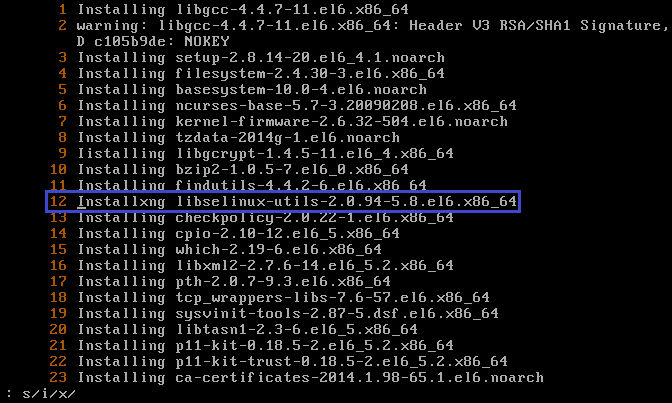 1 Installing libgcc-4.4.7-11.el6.x86_64
2 warning: libgcc-4.4.7-11.el6.x86_64: Header V3 RSA/SHA1 Signature,
D c105b9de: NOKEY
3 Installing setup-2.8.14-20.el6_4.1.noarch
4 Installing filesystem-2.4.30-3.el6.x86_64
5 Installing basesystem-10.0-4.el6.noarch
6 Installing ncurses-base-5.7-3.20090208.el6.x86_64
7 Installing kernel-firmware-2.6.32-504.el6.noarch
8 Installing tzdata-2014g-1.el6.noarch
9 Iistalling libgcrypt-1.4.5-11.el6_4.x86_64
10 Installing bzip2-1.0.5-7.el6_0.x86_64
11 Installing findutils-4.4.2-6.el6.x86_64
12 Installxng libselinux-utils-2.0.94-5.8.el6.x86_64
13 Installing checkpolicy-2.0.22-1.el6.x86_64
14 Installing cpio-2.10-12.el6_5.x86_64
15 Installing which-2.19-6.el6.x86_64
16 Installing libxml2-2.7.6-14.el6_5.2.x86_64
17 Installing pth-2.0.7-9.3.el6.x86_64
18 Installing tcp_wrappers-libs-7.6-57.el6.x86_64
19 Installing sysvinit-tools-2.87-5.dsf.el6.x86_64
20 Installing libtasn1-2.3-6.el6_5.x86_64
21 Installing p11-kit-0.18.5-2.el6_5.2.x86_64
22 Installing p11-kit-trust-0.18.5-2.el6_5.2.x86_64
23 Installing ca-certificates-2014.1.98-65.1.el6.noarch
: s/i/x/